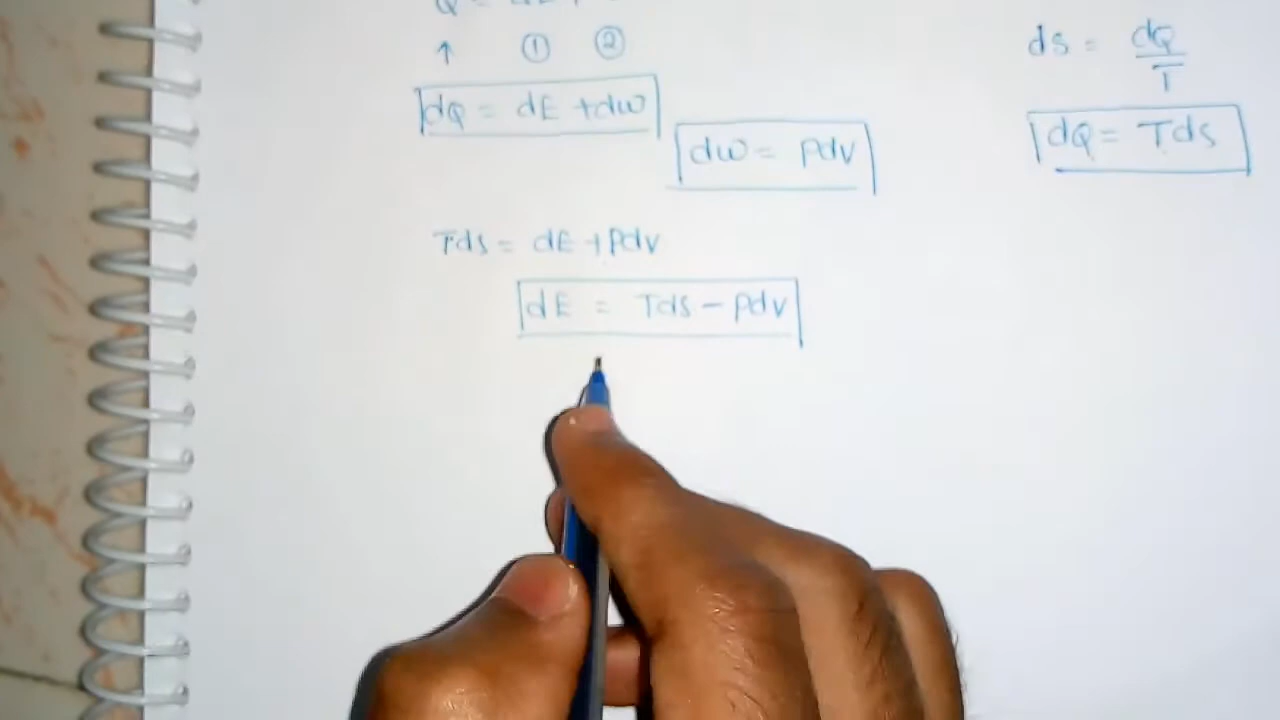 ↑ ① ②
dQ = dE + dw
dw = Pdv
Tds = dE + Pdv
dE = Tds - Pdv
ds = dQ/T
dQ = Tds